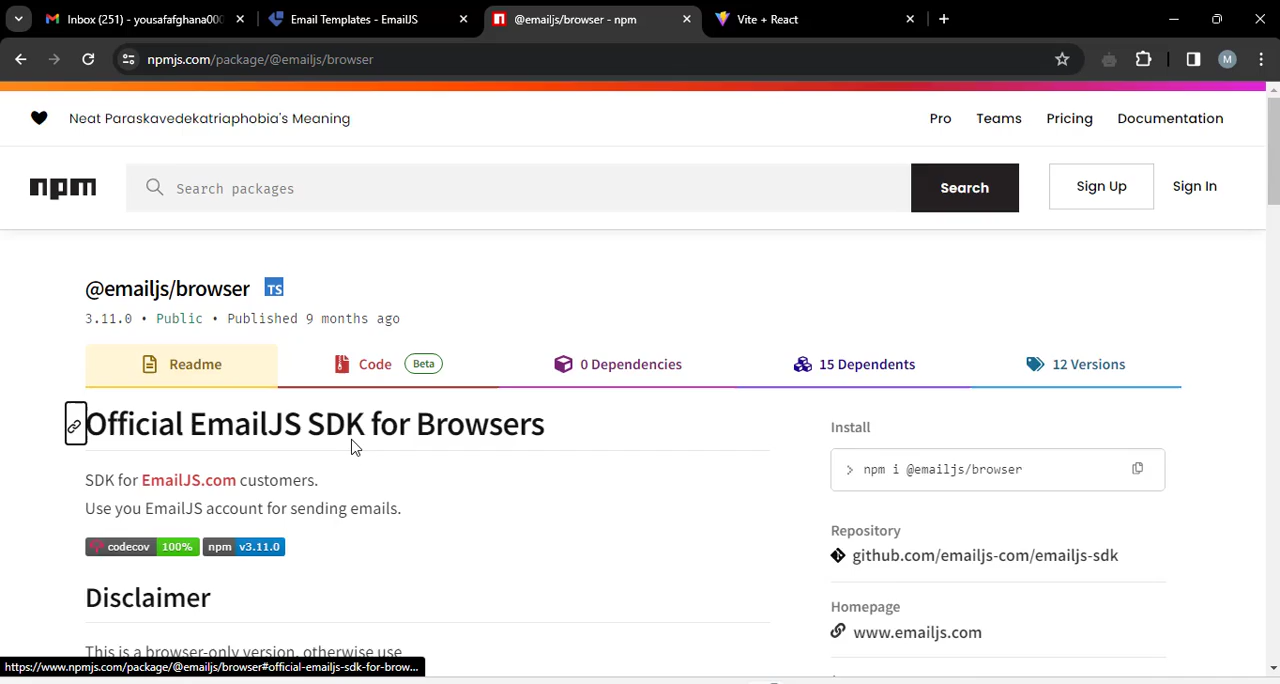 Inbox (251) - yousafafghana000
Email Templates - EmailJS
@emailjs/browser - npm
Vite + React
npmjs.com/package/@emailjs/browser
M
Neat Paraskavedekatriaphobia's Meaning
Pro
Teams
Pricing
Documentation
npm
Search packages
Search
Sign Up
Sign In
@emailjs/browser TS
3.11.0 • Public • Published 9 months ago
Readme
Code Beta
0 Dependencies
15 Dependents
12 Versions
Official EmailJS SDK for Browsers
SDK for EmailJS.com customers.
Use you EmailJS account for sending emails.
codecov 100% npm v3.11.0
Disclaimer
This is a browser-only version, otherwise use
Install
> npm i @emailjs/browser
Repository
github.com/emailjs-com/emailjs-sdk
Homepage
www.emailjs.com
https://www.npmjs.com/package/@emailjs/browser#official-emailjs-sdk-for-brow...